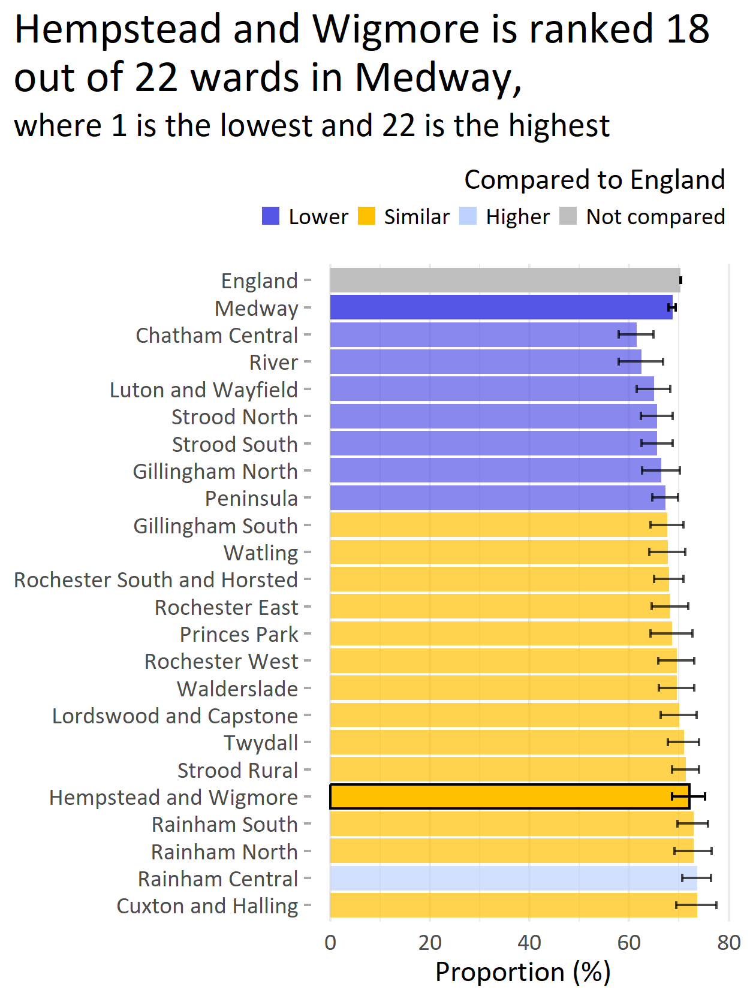 Hempstead and Wigmore is ranked 18
out of 22 wards in Medway,
where 1 is the lowest and 22 is the highest
Compared to England
Lower Similar Higher Not compared
England
Medway
Chatham Central
River
Luton and Wayfield
Strood North
Strood South
Gillingham North
Peninsula
Gillingham South
Watling
Rochester South and Horsted
Rochester East
Princes Park
Rochester West
Walderslade
Lordswood and Capstone
Twydall
Strood Rural
Hempstead and Wigmore
Rainham South
Rainham North
Rainham Central
Cuxton and Halling
0 20 40 60 80
Proportion (%)